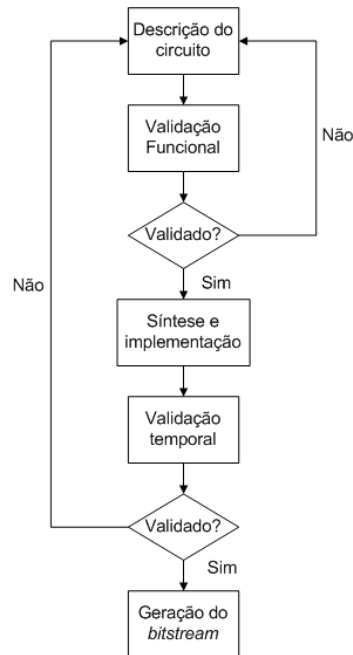 Descrição do
circuito
Validação
Funcional
Não
Validado?
Sim
Não
Síntese e
implementação
Validação
temporal
Validado?
Sim
Geração do
bitstream